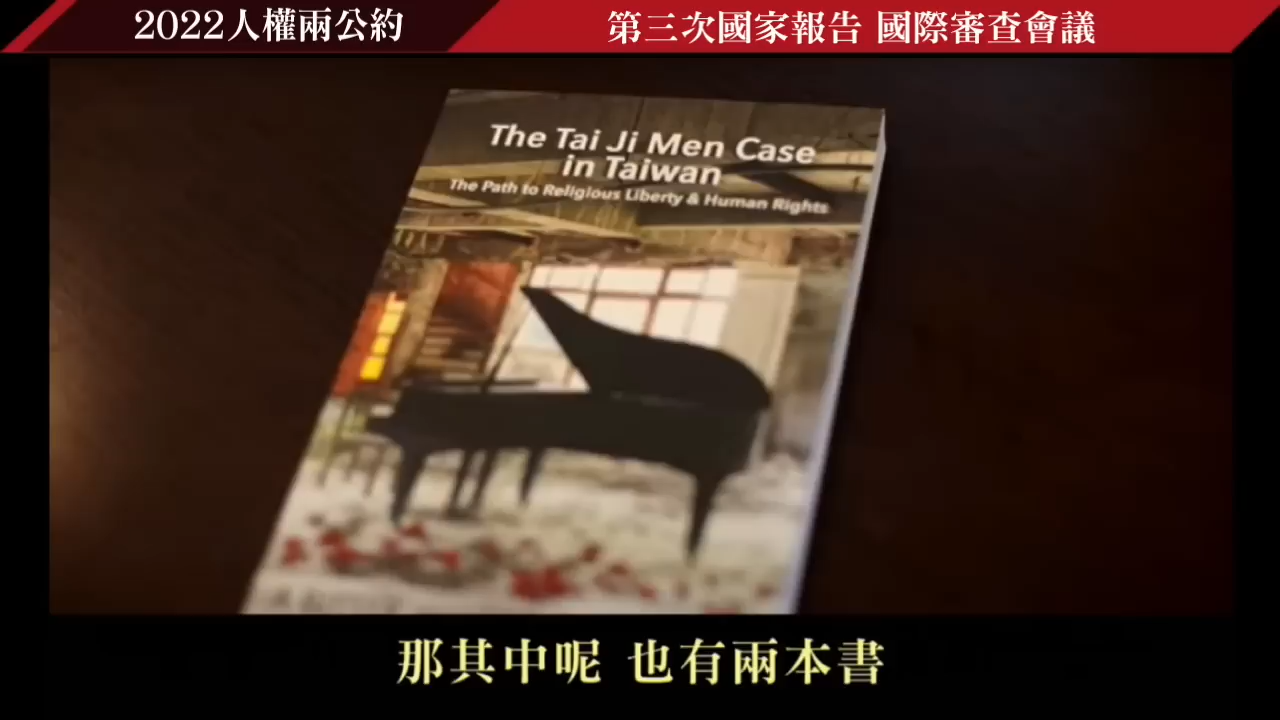 2022人權兩公約
第三次國家報告 國際審查會議
The Tai Ji Men Case
in Taiwan
The Path to Religious Liberty & Human Rights
那其中呢 也有兩本書